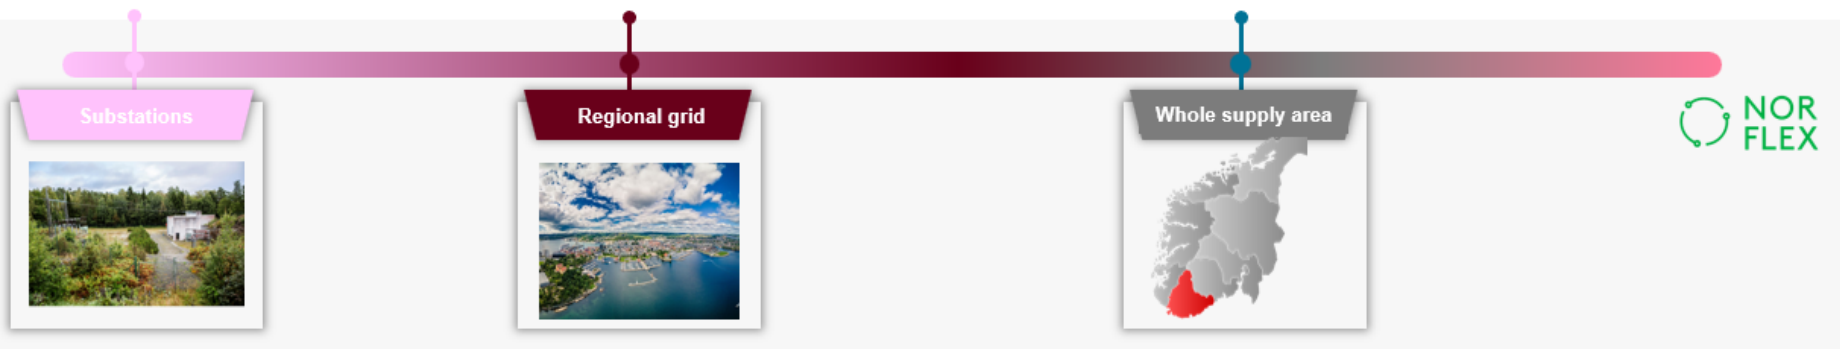 Substations
Regional grid
Whole supply area
NOR
FLEX